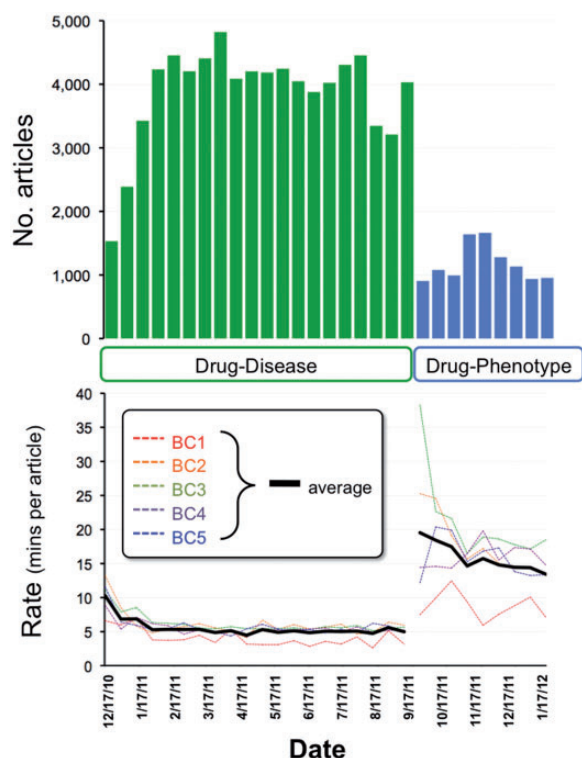 5,000
4,000
3,000
2,000
1,000
0
No. articles
Drug-Disease
Drug-Phenotype
40
35
30
25
20
15
10
5
0
Rate (mins per article)
BC1
BC2
BC3
BC4
BC5
average
12/17/10
1/17/11
2/17/11
3/17/11
4/17/11
5/17/11
6/17/11
7/17/11
8/17/11
9/17/11
10/17/11
11/17/11
12/17/11
1/17/12
Date